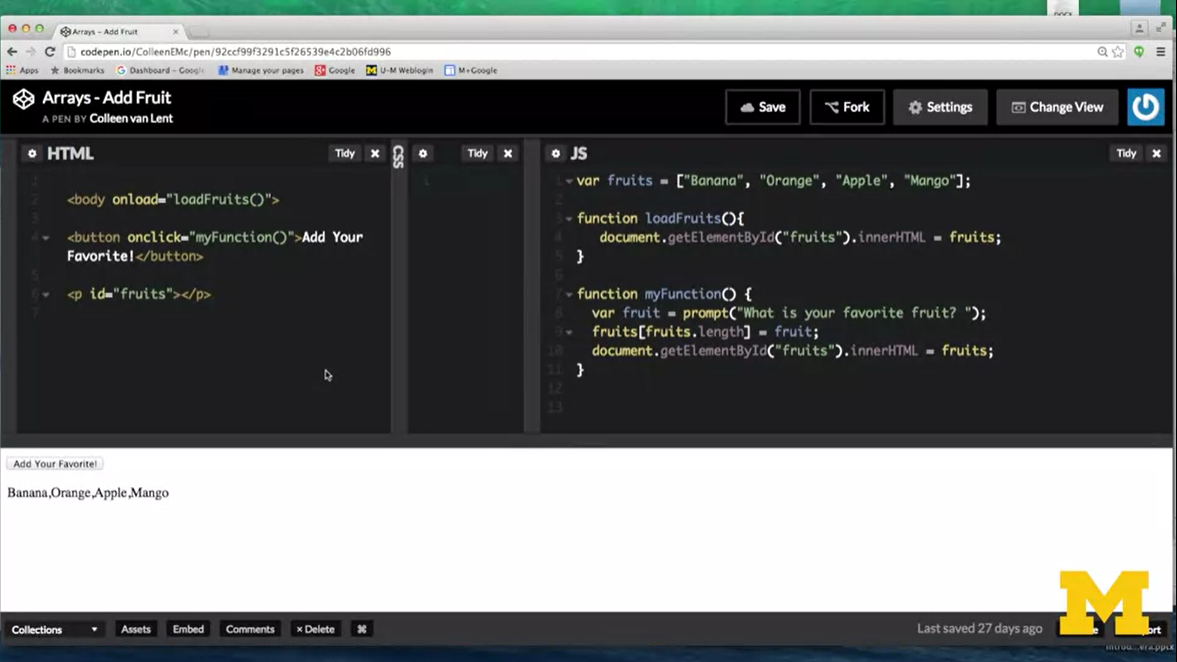 DOCX
Arrays - Add Fruit
codepen.io/ColleenEMc/pen/92ccf99f3291c5f26539e4c2b06fd996
Apps Bookmarks Dashboard - Google Manage your pages Google U-M Weblogin M+Google
Arrays - Add Fruit
A PEN BY Colleen van Lent
Save Fork Settings Change View
HTML Tidy
1
2 <body onload="loadFruits()">
3
4 <button onclick="myFunction()">Add Your
Favorite!</button>
5
6 <p id="fruits"></p>
7
CSS Tidy
1
JS Tidy
1 var fruits = ["Banana", "Orange", "Apple", "Mango"];
2
3 function loadFruits(){
4 document.getElementById("fruits").innerHTML = fruits;
5 }
6
7 function myFunction() {
8 var fruit = prompt("What is your favorite fruit? ");
9 fruits[fruits.length] = fruit;
10 document.getElementById("fruits").innerHTML = fruits;
11 }
12
13
Add Your Favorite!
Banana,Orange,Apple,Mango
Collections Assets Embed Comments × Delete ⌘ Last saved 27 days ago
M